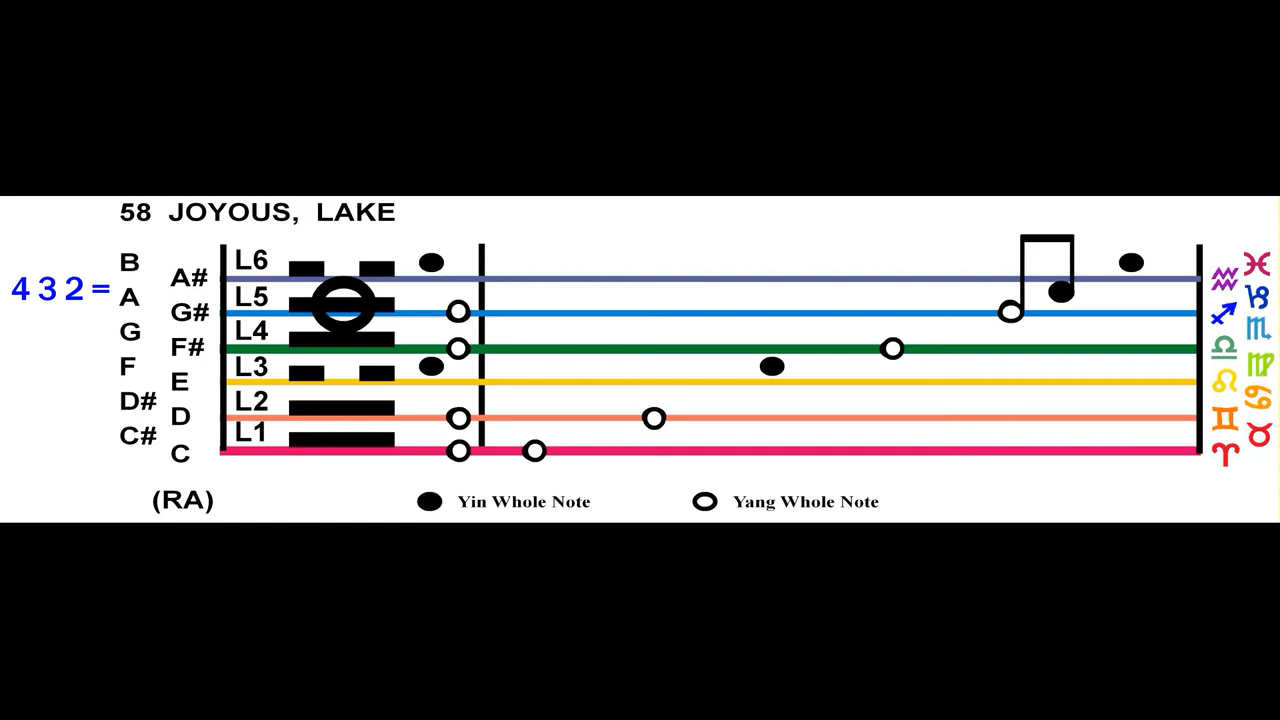 58 JOYOUS, LAKE
B L6
A# ♒ ♓
432= A L5
G# ♐ ♑
G L4
F# ♎ ♏
F L3
E ♌ ♍
D# L2
D ♊ ♋
C# L1
C ♈ ♉
(RA) Yin Whole Note Yang Whole Note